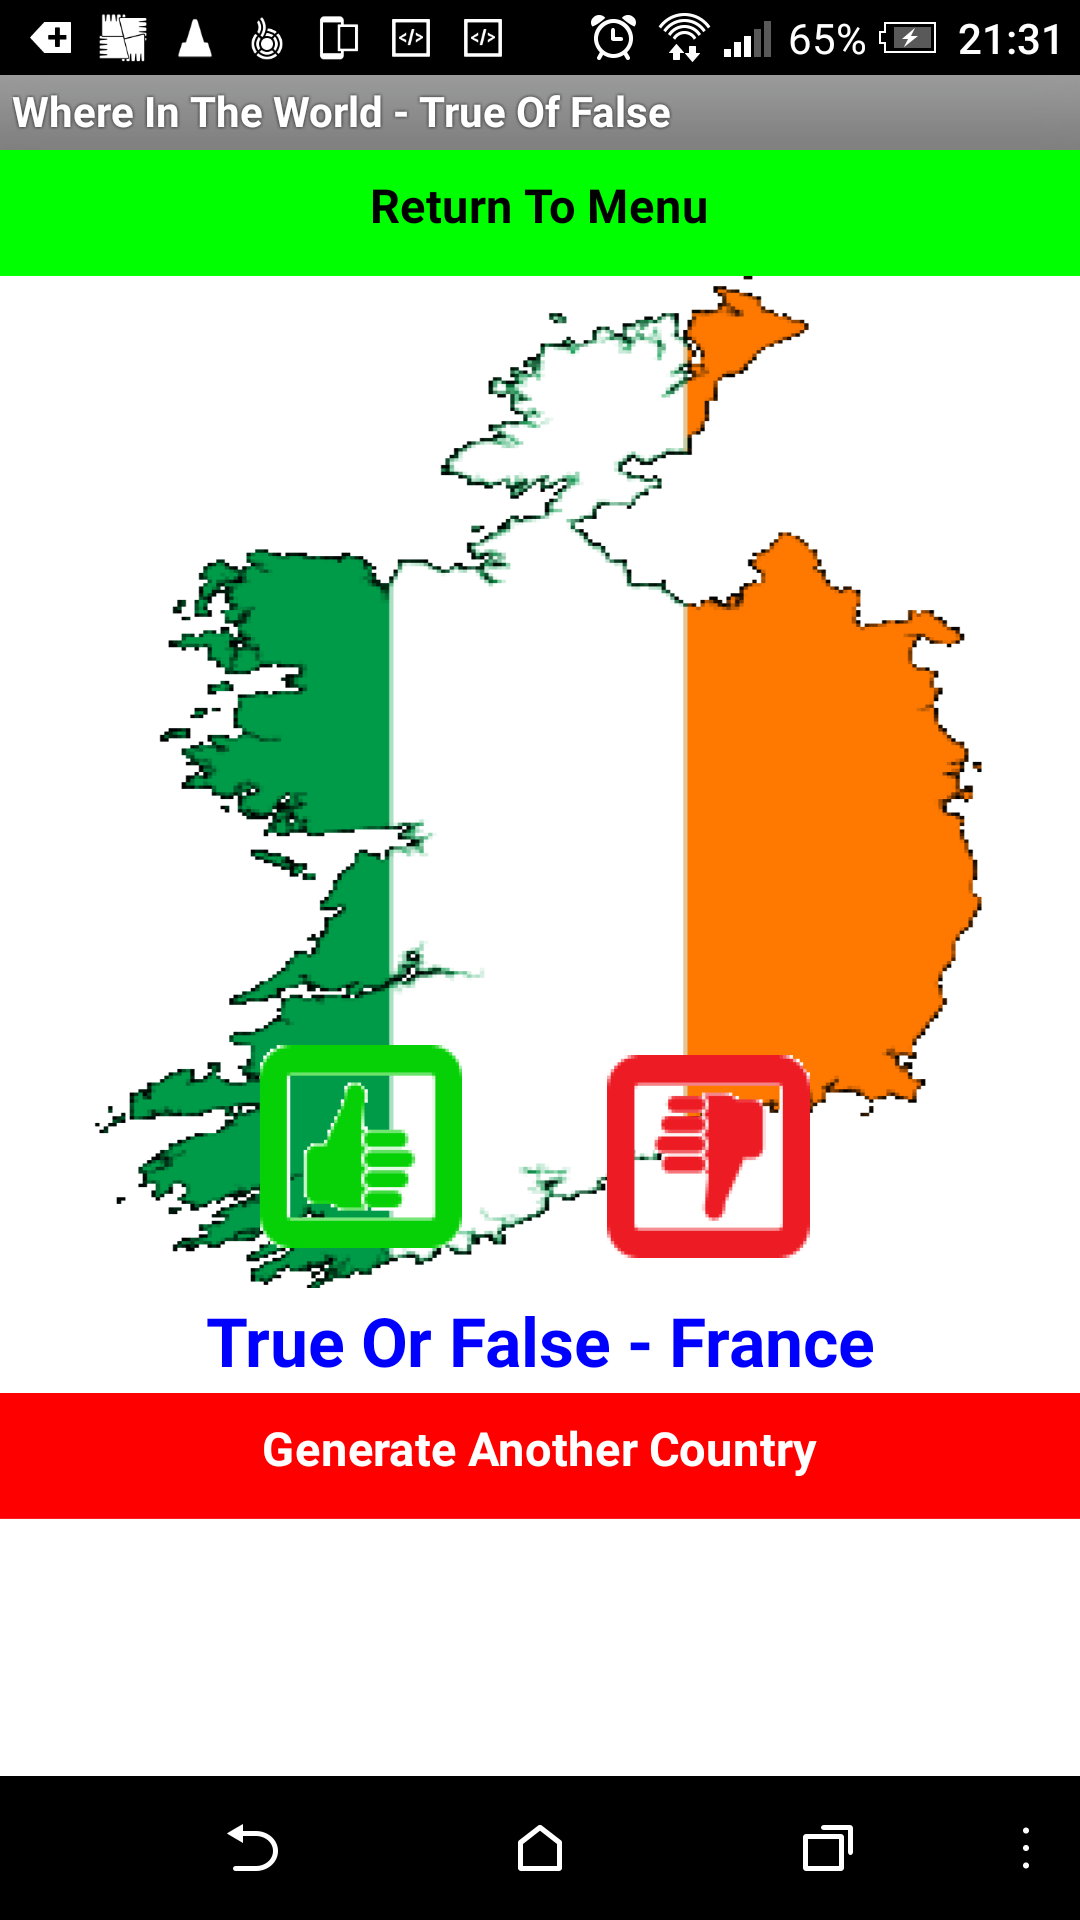 65% 21:31
Where In The World - True Of False
Return To Menu
True Or False - France
Generate Another Country